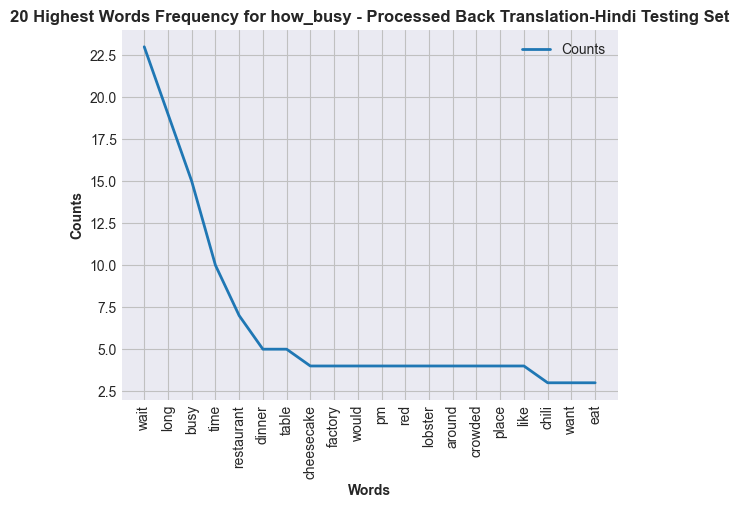 20 Highest Words Frequency for how_busy - Processed Back Translation-Hindi Testing Set
Counts
22.5
20.0
17.5
15.0
12.5
10.0
7.5
5.0
2.5
Counts
wait
long
busy
time
restaurant
dinner
table
cheesecake
factory
would
pm
red
lobster
around
crowded
place
like
chili
want
eat
Words